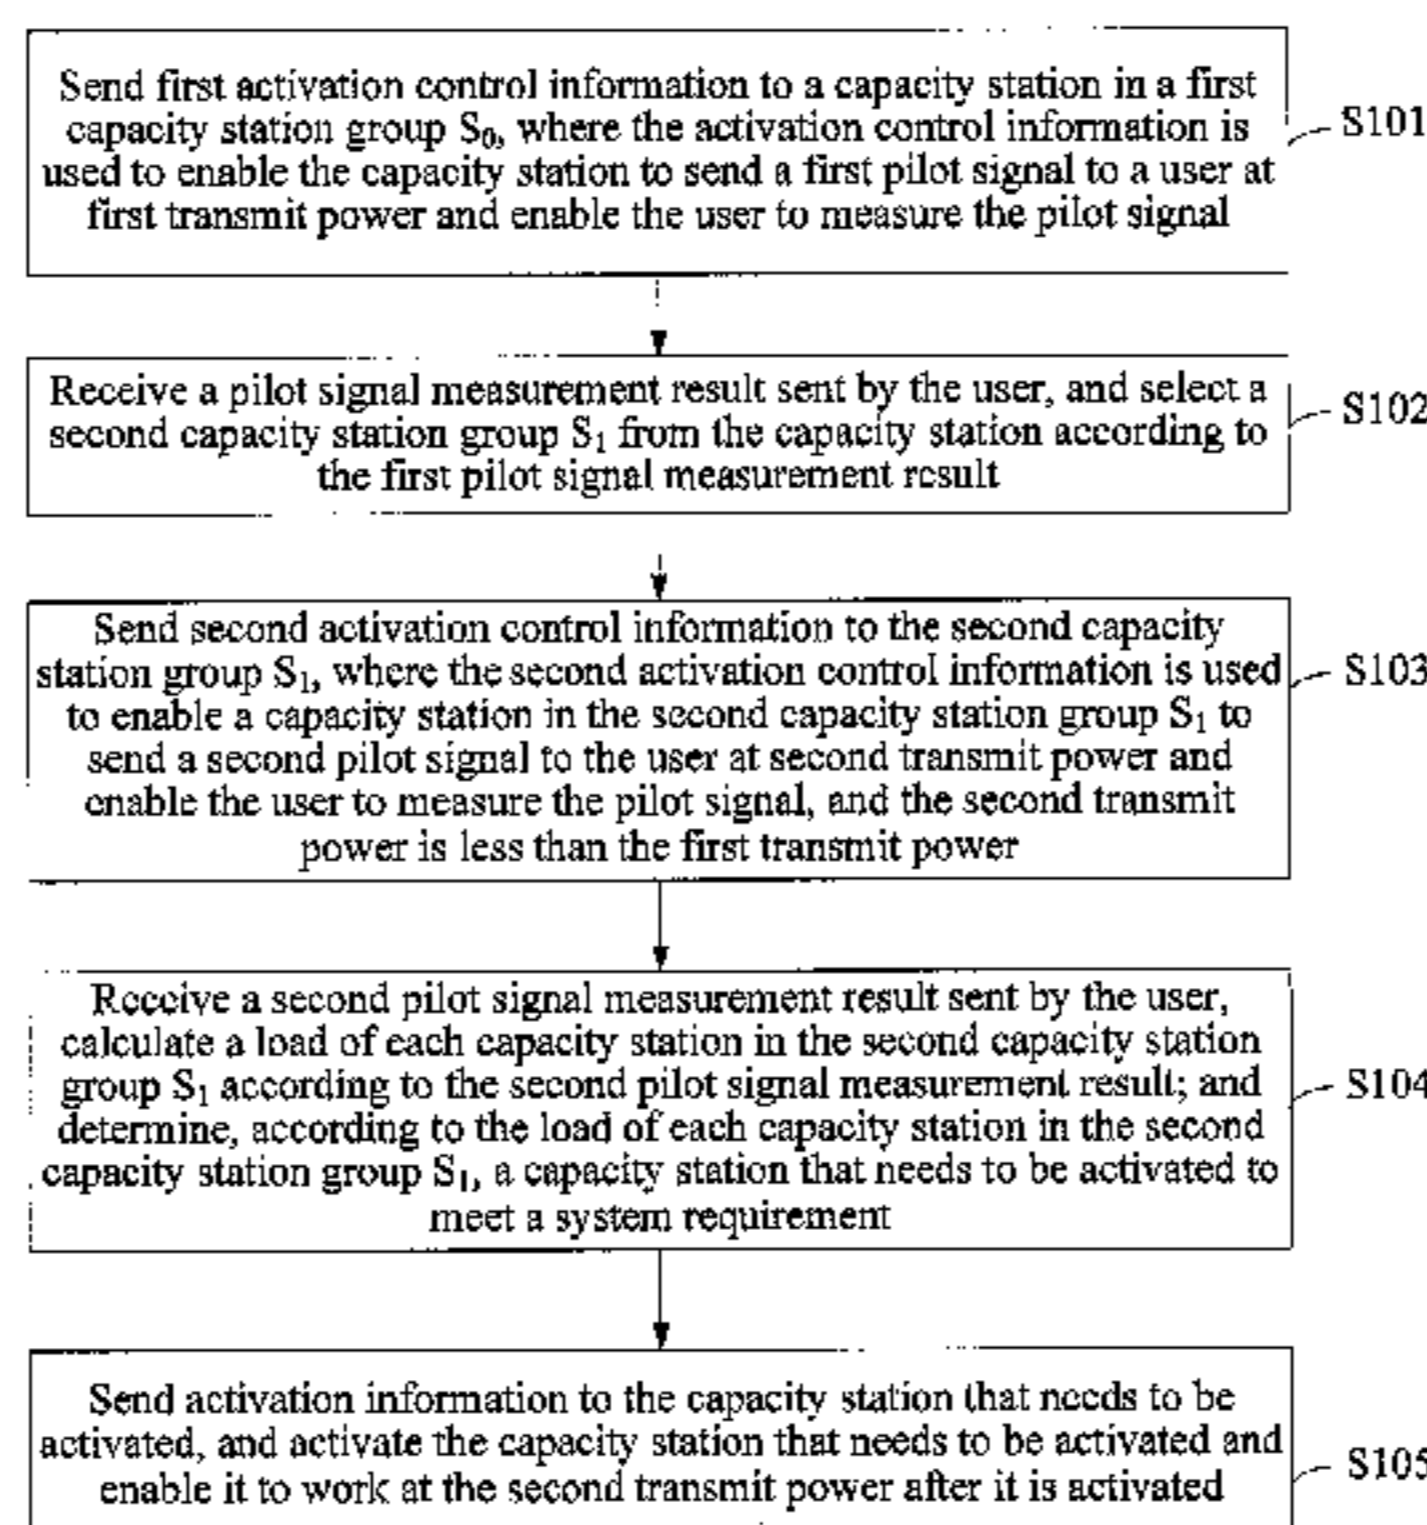 Send first activation control information to a capacity station in a first
capacity station group S0, where the activation control information is
used to enable the capacity station to send a first pilot signal to a user at
first transmit power and enable the user to measure the pilot signal
S101
Receive a pilot signal measurement result sent by the user, and select a
second capacity station group S1 from the capacity station according to
the first pilot signal measurement result
S102
Send second activation control information to the second capacity
station group S1, where the second activation control information is used
to enable a capacity station in the second capacity station group S1 to
send a second pilot signal to the user at second transmit power and
enable the user to measure the pilot signal, and the second transmit
power is less than the first transmit power
S103
Receive a second pilot signal measurement result sent by the user,
calculate a load of each capacity station in the second capacity station
group S1 according to the second pilot signal measurement result; and
determine, according to the load of each capacity station in the second
capacity station group S1, a capacity station that needs to be activated to
meet a system requirement
S104
Send activation information to the capacity station that needs to be
activated, and activate the capacity station that needs to be activated and
enable it to work at the second transmit power after it is activated
S105